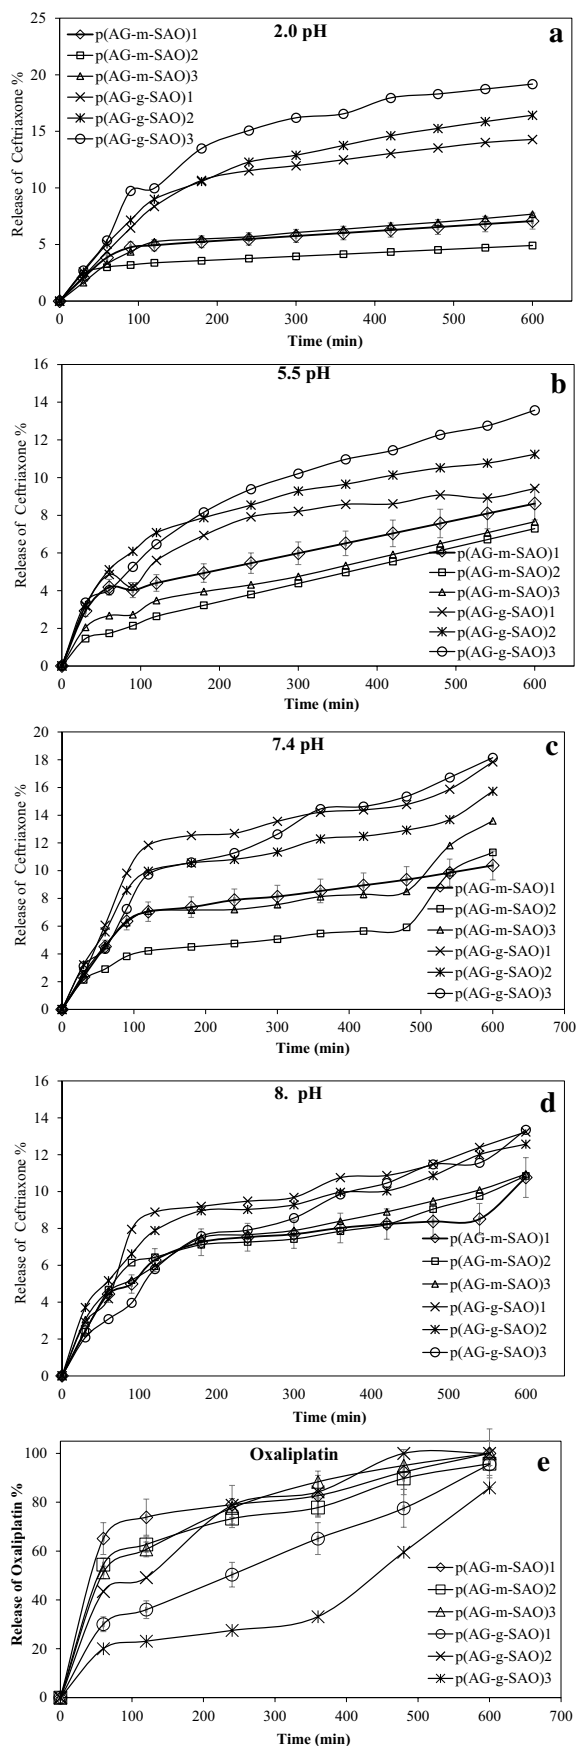 2.0 pH
a
25
20
15
10
5
0
Release of Ceftriaxone %
p(AG-m-SAO)1
p(AG-m-SAO)2
p(AG-m-SAO)3
p(AG-g-SAO)1
p(AG-g-SAO)2
p(AG-g-SAO)3
0 100 200 300 400 500 600
Time (min)
5.5 pH
b
16
14
12
10
8
6
4
2
0
Release of Ceftriaxone %
p(AG-m-SAO)1
p(AG-m-SAO)2
p(AG-m-SAO)3
p(AG-g-SAO)1
p(AG-g-SAO)2
p(AG-g-SAO)3
0 100 200 300 400 500 600
Time (min)
7.4 pH
c
20
18
16
14
12
10
8
6
4
2
0
Release of Ceftriaxone%
p(AG-m-SAO)1
p(AG-m-SAO)2
p(AG-m-SAO)3
p(AG-g-SAO)1
p(AG-g-SAO)2
p(AG-g-SAO)3
0 100 200 300 400 500 600 700
Time (min)
8. pH
d
16
14
12
10
8
6
4
2
0
Release of Ceftriaxone %
p(AG-m-SAO)1
p(AG-m-SAO)2
p(AG-m-SAO)3
p(AG-g-SAO)1
p(AG-g-SAO)2
p(AG-g-SAO)3
0 100 200 300 400 500 600
Time (min)
Oxaliplatin
e
100
80
60
40
20
0
Release of Oxaliplatin %
p(AG-m-SAO)1
p(AG-m-SAO)2
p(AG-m-SAO)3
p(AG-g-SAO)1
p(AG-g-SAO)2
p(AG-g-SAO)3
0 100 200 300 400 500 600 700
Time (min)